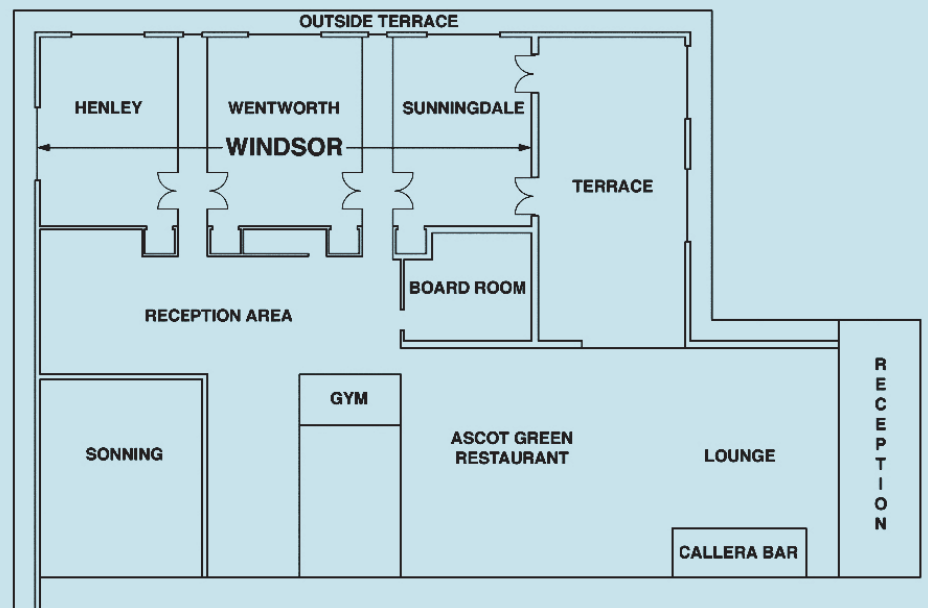 OUTSIDE TERRACE
HENLEY
WENTWORTH
SUNNINGDALE
WINDSOR
TERRACE
BOARD ROOM
RECEPTION AREA
GYM
SONNING
ASCOT GREEN
RESTAURANT
LOUNGE
CALLERA BAR
RECEPTION